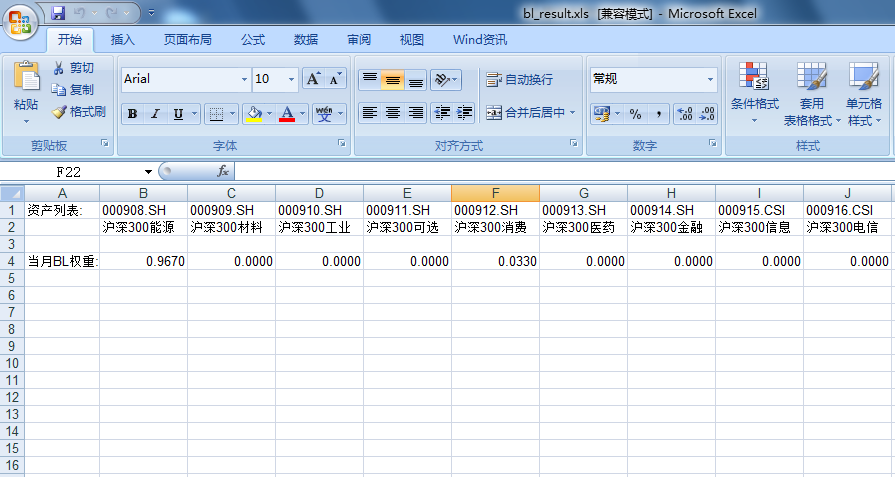 bl_result.xls [兼容模式] - Microsoft Excel
开始 插入 页面布局 公式 数据 审阅 视图 Wind资讯
粘贴 剪切 复制 格式刷 剪贴板
Arial 10 A A B I U A wén 字体
自动换行 合并后居中 对齐方式
常规 % , .0 .00 .00 .0 数字
条件格式 套用 表格格式 单元格 样式 样式
F22 fx
A B C D E F G H I J
1 资产列表: 000908.SH 000909.SH 000910.SH 000911.SH 000912.SH 000913.SH 000914.SH 000915.CSI 000916.CSI
2 沪深300能源 沪深300材料 沪深300工业 沪深300可选 沪深300消费 沪深300医药 沪深300金融 沪深300信息 沪深300电信
3
4 当月BL权重: 0.9670 0.0000 0.0000 0.0000 0.0330 0.0000 0.0000 0.0000 0.0000
5
6
7
8
9
10
11
12
13
14
15
16